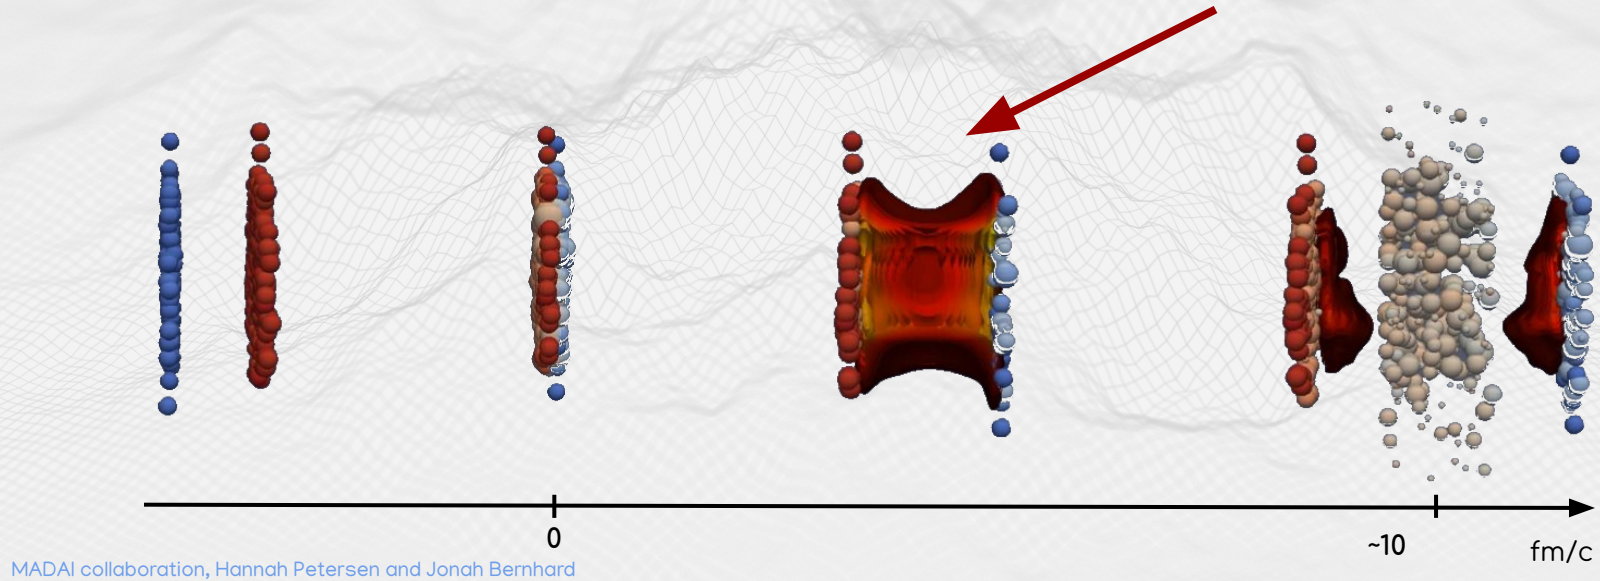 0
~10
fm/c
MADAI collaboration, Hannah Petersen and Jonah Bernhard